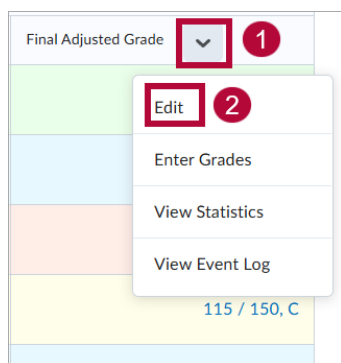 Final Adjusted Grade 1
Edit 2
Enter Grades
View Statistics
View Event Log
115 / 150, C